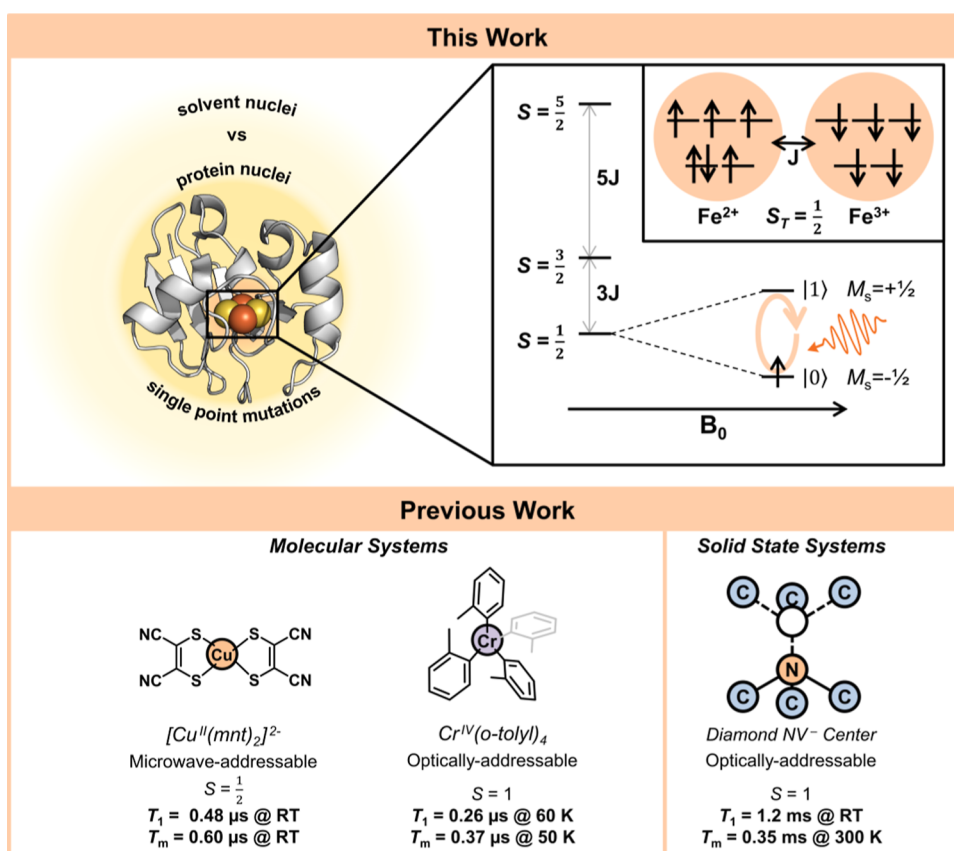 This Work
solvent nuclei
vs
protein nuclei
single point mutations
S = 5/2
5J
S = 3/2
3J
S = 1/2
J
Fe2+ S_T = 1/2 Fe3+
|1⟩ Ms=+½
|0⟩ Ms=-½
B0
Previous Work
Molecular Systems
NC S S CN
Cu
NC S S CN
[CuII(mnt)2]2-
Microwave-addressable
S = 1/2
T1 = 0.48 μs @ RT
Tm = 0.60 μs @ RT
Cr
CrIV(o-tolyl)4
Optically-addressable
S = 1
T1 = 0.26 μs @ 60 K
Tm = 0.37 μs @ 50 K
Solid State Systems
C C C
N
C C C
Diamond NV− Center
Optically-addressable
S = 1
T1 = 1.2 ms @ RT
Tm = 0.35 ms @ 300 K